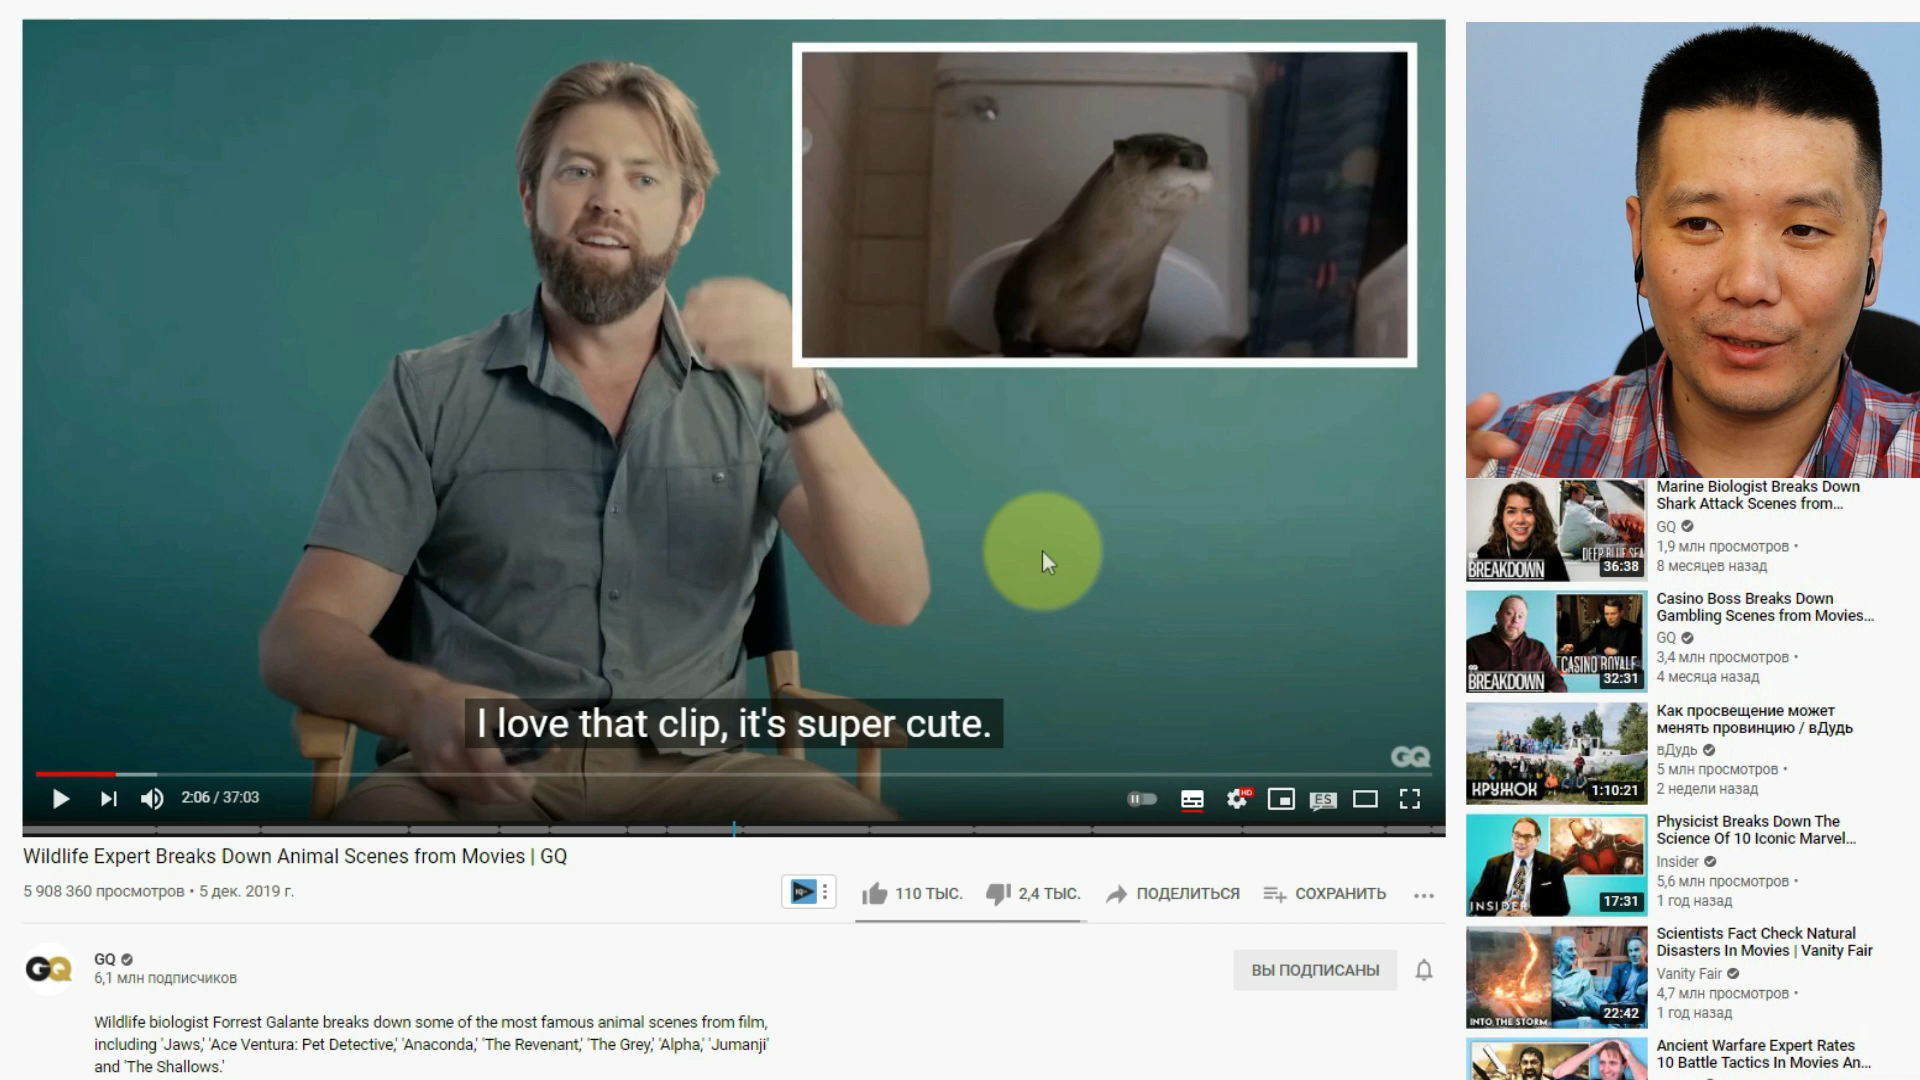 I love that clip, it's super cute.
GQ
2:06 / 37:03
HD
ES
Wildlife Expert Breaks Down Animal Scenes from Movies | GQ
5 908 360 просмотров • 5 дек. 2019 г.
110 ТЫС.
2,4 ТЫС.
ПОДЕЛИТЬСЯ
СОХРАНИТЬ
GQ
GQ
6,1 млн подписчиков
ВЫ ПОДПИСАНЫ
Wildlife biologist Forrest Galante breaks down some of the most famous animal scenes from film,
including 'Jaws,' 'Ace Ventura: Pet Detective,' 'Anaconda,' 'The Revenant,' 'The Grey,' 'Alpha,' 'Jumanji'
and 'The Shallows.'
DEEP BLUE SEA
BREAKDOWN
36:38
Marine Biologist Breaks Down
Shark Attack Scenes from...
GQ
1,9 млн просмотров •
8 месяцев назад
CASINO ROYALE
BREAKDOWN
32:31
Casino Boss Breaks Down
Gambling Scenes from Movies...
GQ
3,4 млн просмотров •
4 месяца назад
КРУЖОК
1:10:21
Как просвещение может
менять провинцию / вДудь
вДудь
5 млн просмотров •
2 недели назад
INSIDER
17:31
Physicist Breaks Down The
Science Of 10 Iconic Marvel...
Insider
5,6 млн просмотров •
1 год назад
INTO THE STORM
22:42
Scientists Fact Check Natural
Disasters In Movies | Vanity Fair
Vanity Fair
4,7 млн просмотров •
1 год назад
Ancient Warfare Expert Rates
10 Battle Tactics In Movies An...